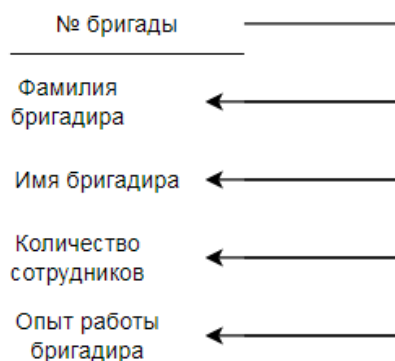 № бригады
Фамилия
бригадира
Имя бригадира
Количество
сотрудников
Опыт работы
бригадира